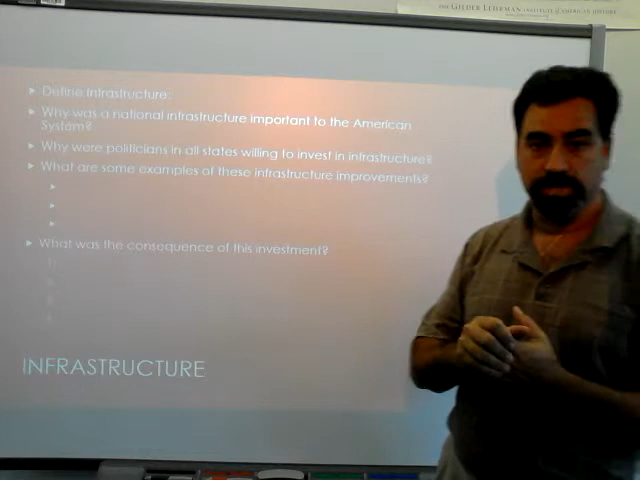 THE GILDER LEHRMAN INSTITUTE OF AMERICAN HISTORY
Define Infrastructure:
Why was a national infrastructure important to the American
System?
Why were politicians in all states willing to invest in infrastructure?
What are some examples of these infrastructure improvements?
What was the consequence of this investment?
INFRASTRUCTURE